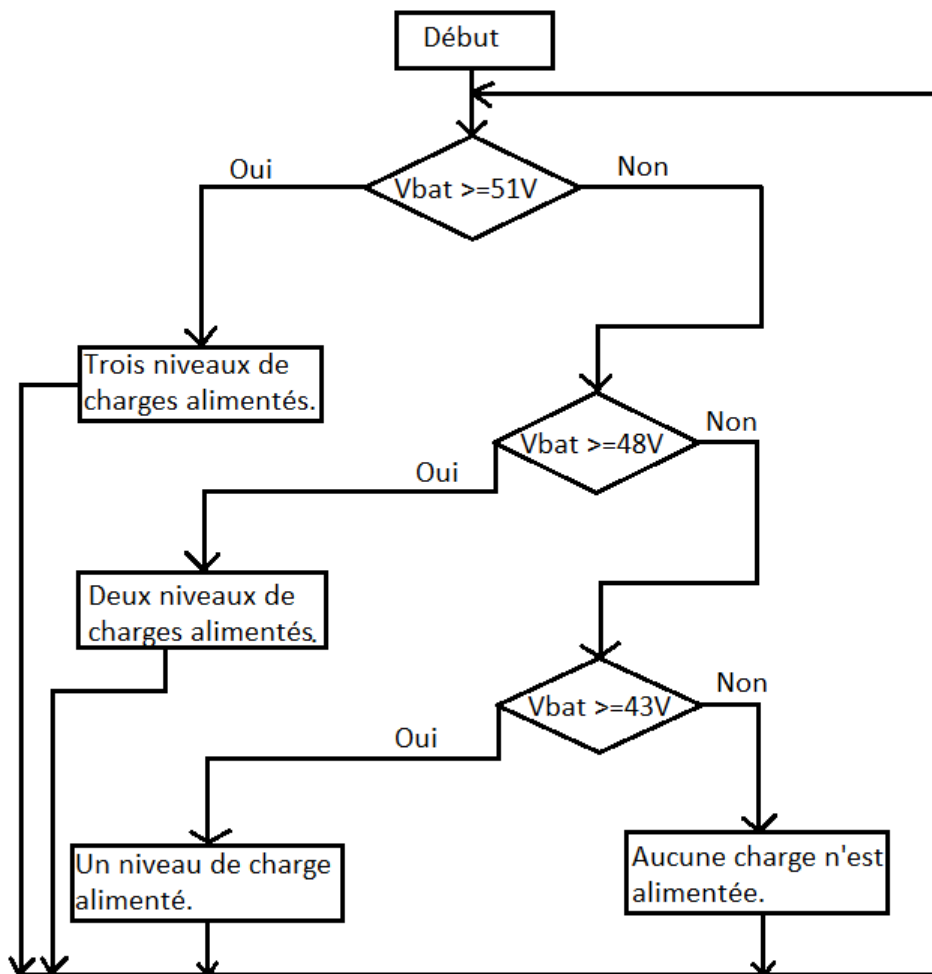 Début
Oui
Non
Vbat >=51V
Trois niveaux de
charges alimentés.
Vbat >=48V
Non
Oui
Deux niveaux de
charges alimentés.
Vbat >=43V
Non
Oui
Un niveau de charge
alimenté.
Aucune charge n'est
alimentée.